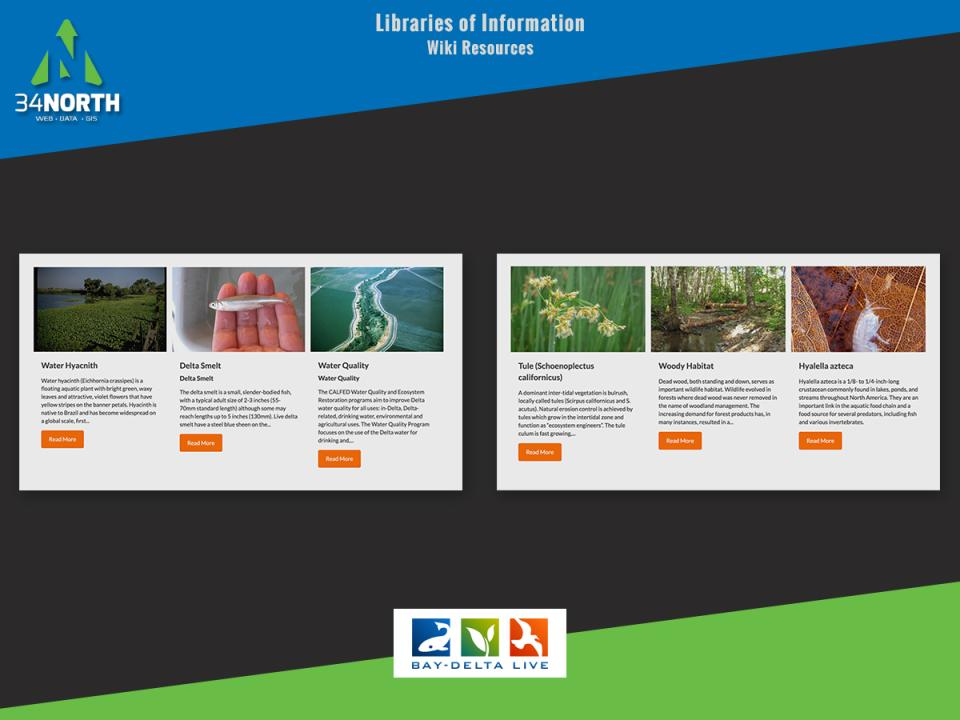 Libraries of Information
Wiki Resources
34NORTH
WEB • DATA • GIS
Water Hyacnith
Water hyacinth (Eichhornia crassipes) is a
floating aquatic plant with bright green, waxy
leaves and attractive, violet flowers that have
yellow stripes on the banner petals. Hyacinth is
native to Brazil and has become widespread on
a global scale, first...
Read More
Delta Smelt
Delta Smelt
The delta smelt is a small, slender-bodied fish,
with a typical adult size of 2-3 inches (55-
70mm standard length) although some may
reach lengths up to 5 inches (130mm). Live delta
smelt have a steel blue sheen on the...
Read More
Water Quality
Water Quality
The CALFED Water Quality and Ecosystem
Restoration programs aim to improve Delta
water quality for all uses: in-Delta, Delta-
related, drinking water, environmental and
agricultural uses. The Water Quality Program
focuses on the use of the Delta water for
drinking and,...
Read More
Tule (Schoenoplectus
californicus)
A dominant inter-tidal vegetation is bulrush,
locally called tules (Scirpus californicus and S.
acutus). Natural erosion control is achieved by
tules which grow in the intertidal zone and
function as "ecosystem engineers". The tule
culum is fast growing,...
Read More
Woody Habitat
Dead wood, both standing and down, serves as
important wildlife habitat. Wildlife evolved in
forests where dead wood was never removed in
the name of woodland management. The
increasing demand for forest products has, in
many instances, resulted in a...
Read More
Hyalella azteca
Hyalella azteca is a 1/8- to 1/4-inch-long
crustacean commonly found in lakes, ponds, and
streams throughout North America. They are an
important link in the aquatic food chain and a
food source for several predators, including fish
and various invertebrates.
Read More
BAY-DELTA LIVE